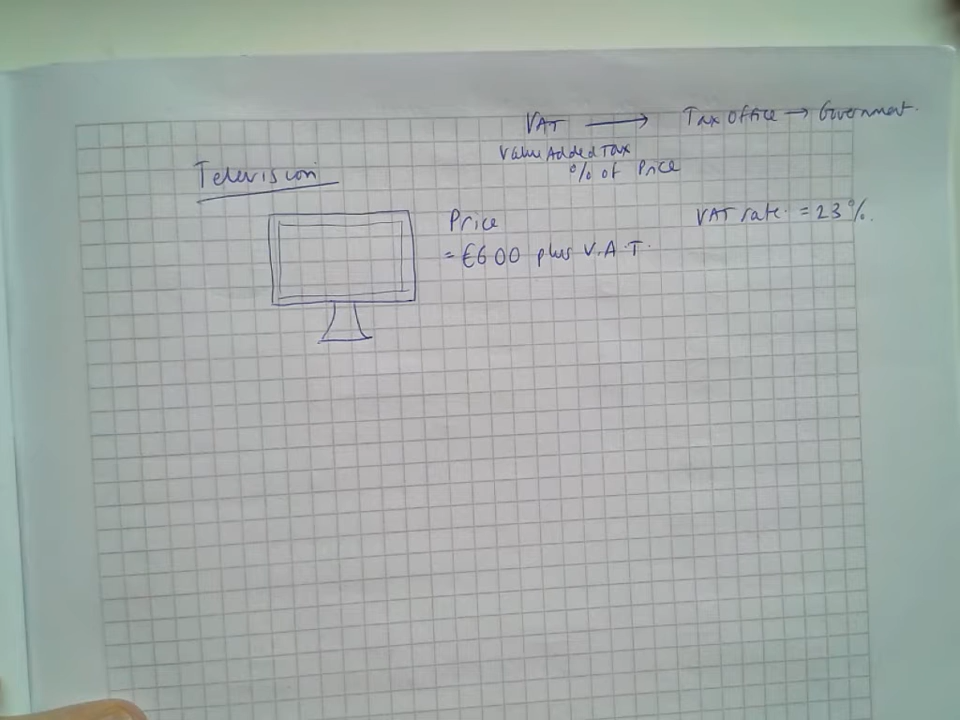 VAT → Tax Office → Government.
Value Added Tax
% of Price
Television
Price
= €600 plus V.A.T.
VAT rate. = 23%.